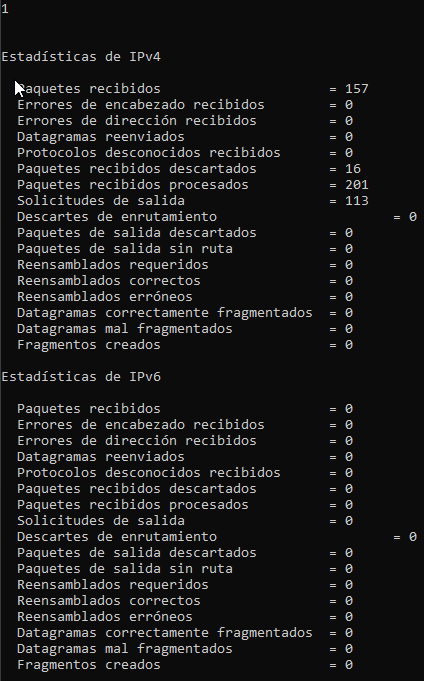 1
Estadísticas de IPv4
Paquetes recibidos = 157
Errores de encabezado recibidos = 0
Errores de dirección recibidos = 0
Datagramas reenviados = 0
Protocolos desconocidos recibidos = 0
Paquetes recibidos descartados = 16
Paquetes recibidos procesados = 201
Solicitudes de salida = 113
Descartes de enrutamiento = 0
Paquetes de salida descartados = 0
Paquetes de salida sin ruta = 0
Reensamblados requeridos = 0
Reensamblados correctos = 0
Reensamblados erróneos = 0
Datagramas correctamente fragmentados = 0
Datagramas mal fragmentados = 0
Fragmentos creados = 0
Estadísticas de IPv6
Paquetes recibidos = 0
Errores de encabezado recibidos = 0
Errores de dirección recibidos = 0
Datagramas reenviados = 0
Protocolos desconocidos recibidos = 0
Paquetes recibidos descartados = 0
Paquetes recibidos procesados = 0
Solicitudes de salida = 0
Descartes de enrutamiento = 0
Paquetes de salida descartados = 0
Paquetes de salida sin ruta = 0
Reensamblados requeridos = 0
Reensamblados correctos = 0
Reensamblados erróneos = 0
Datagramas correctamente fragmentados = 0
Datagramas mal fragmentados = 0
Fragmentos creados = 0